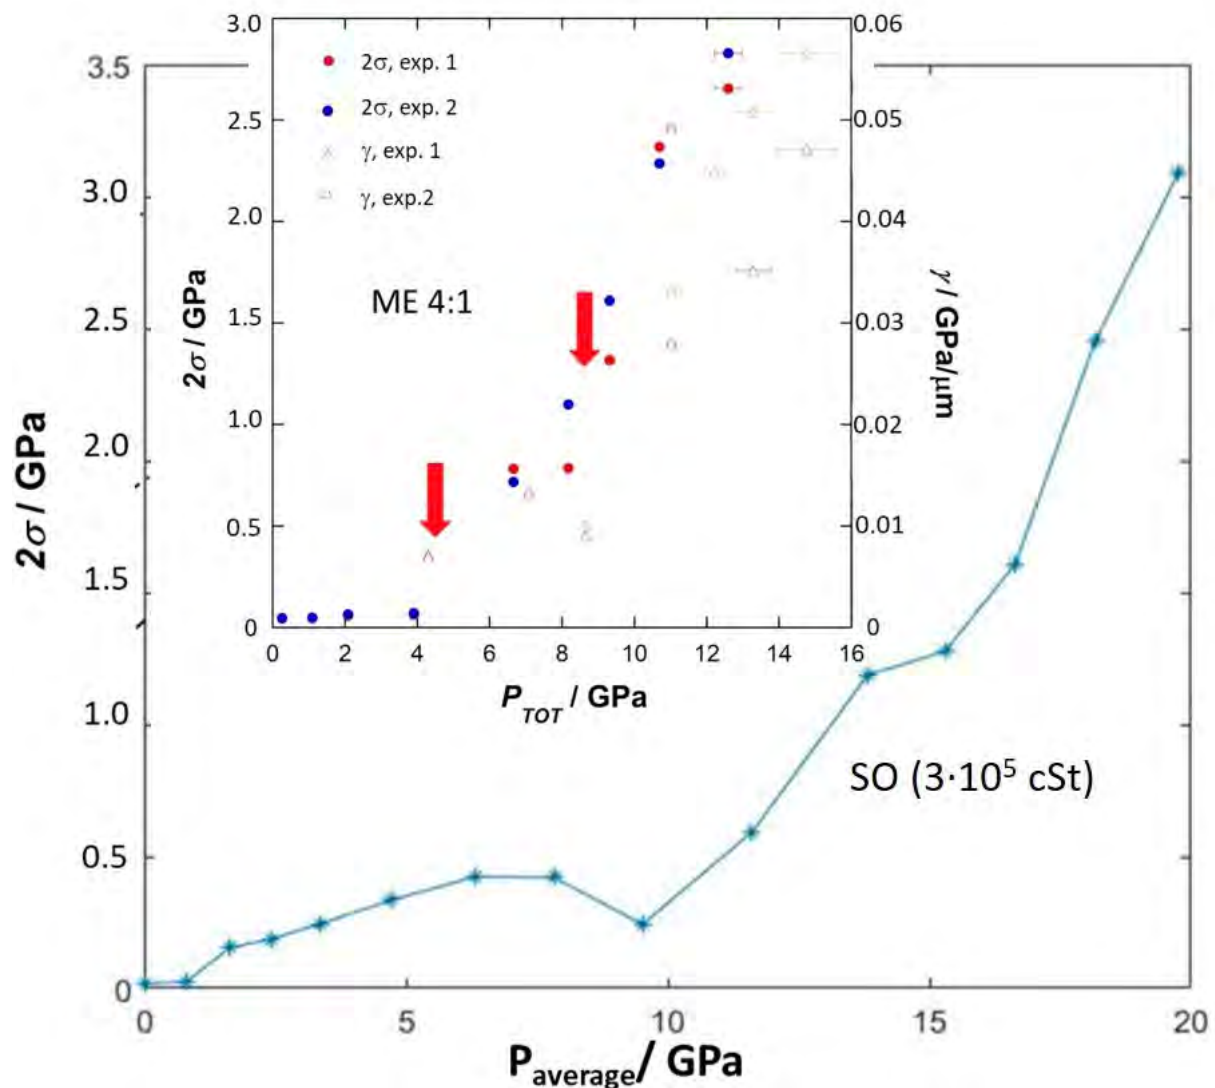 3.0
2.5
2.0
1.5
1.0
0.5
0
2σ / GPa
2σ, exp. 1
2σ, exp. 2
γ, exp. 1
γ, exp.2
ME 4:1
0.06
0.05
0.04
0.03
0.02
0.01
0
γ / GPa/μm
0 2 4 6 8 10 12 14 16
P_TOT / GPa
3.5
3.0
2.5
2.0
1.5
1.0
0.5
0
2σ / GPa
SO (3·10⁵ cSt)
0 5 10 15 20
P_average/ GPa